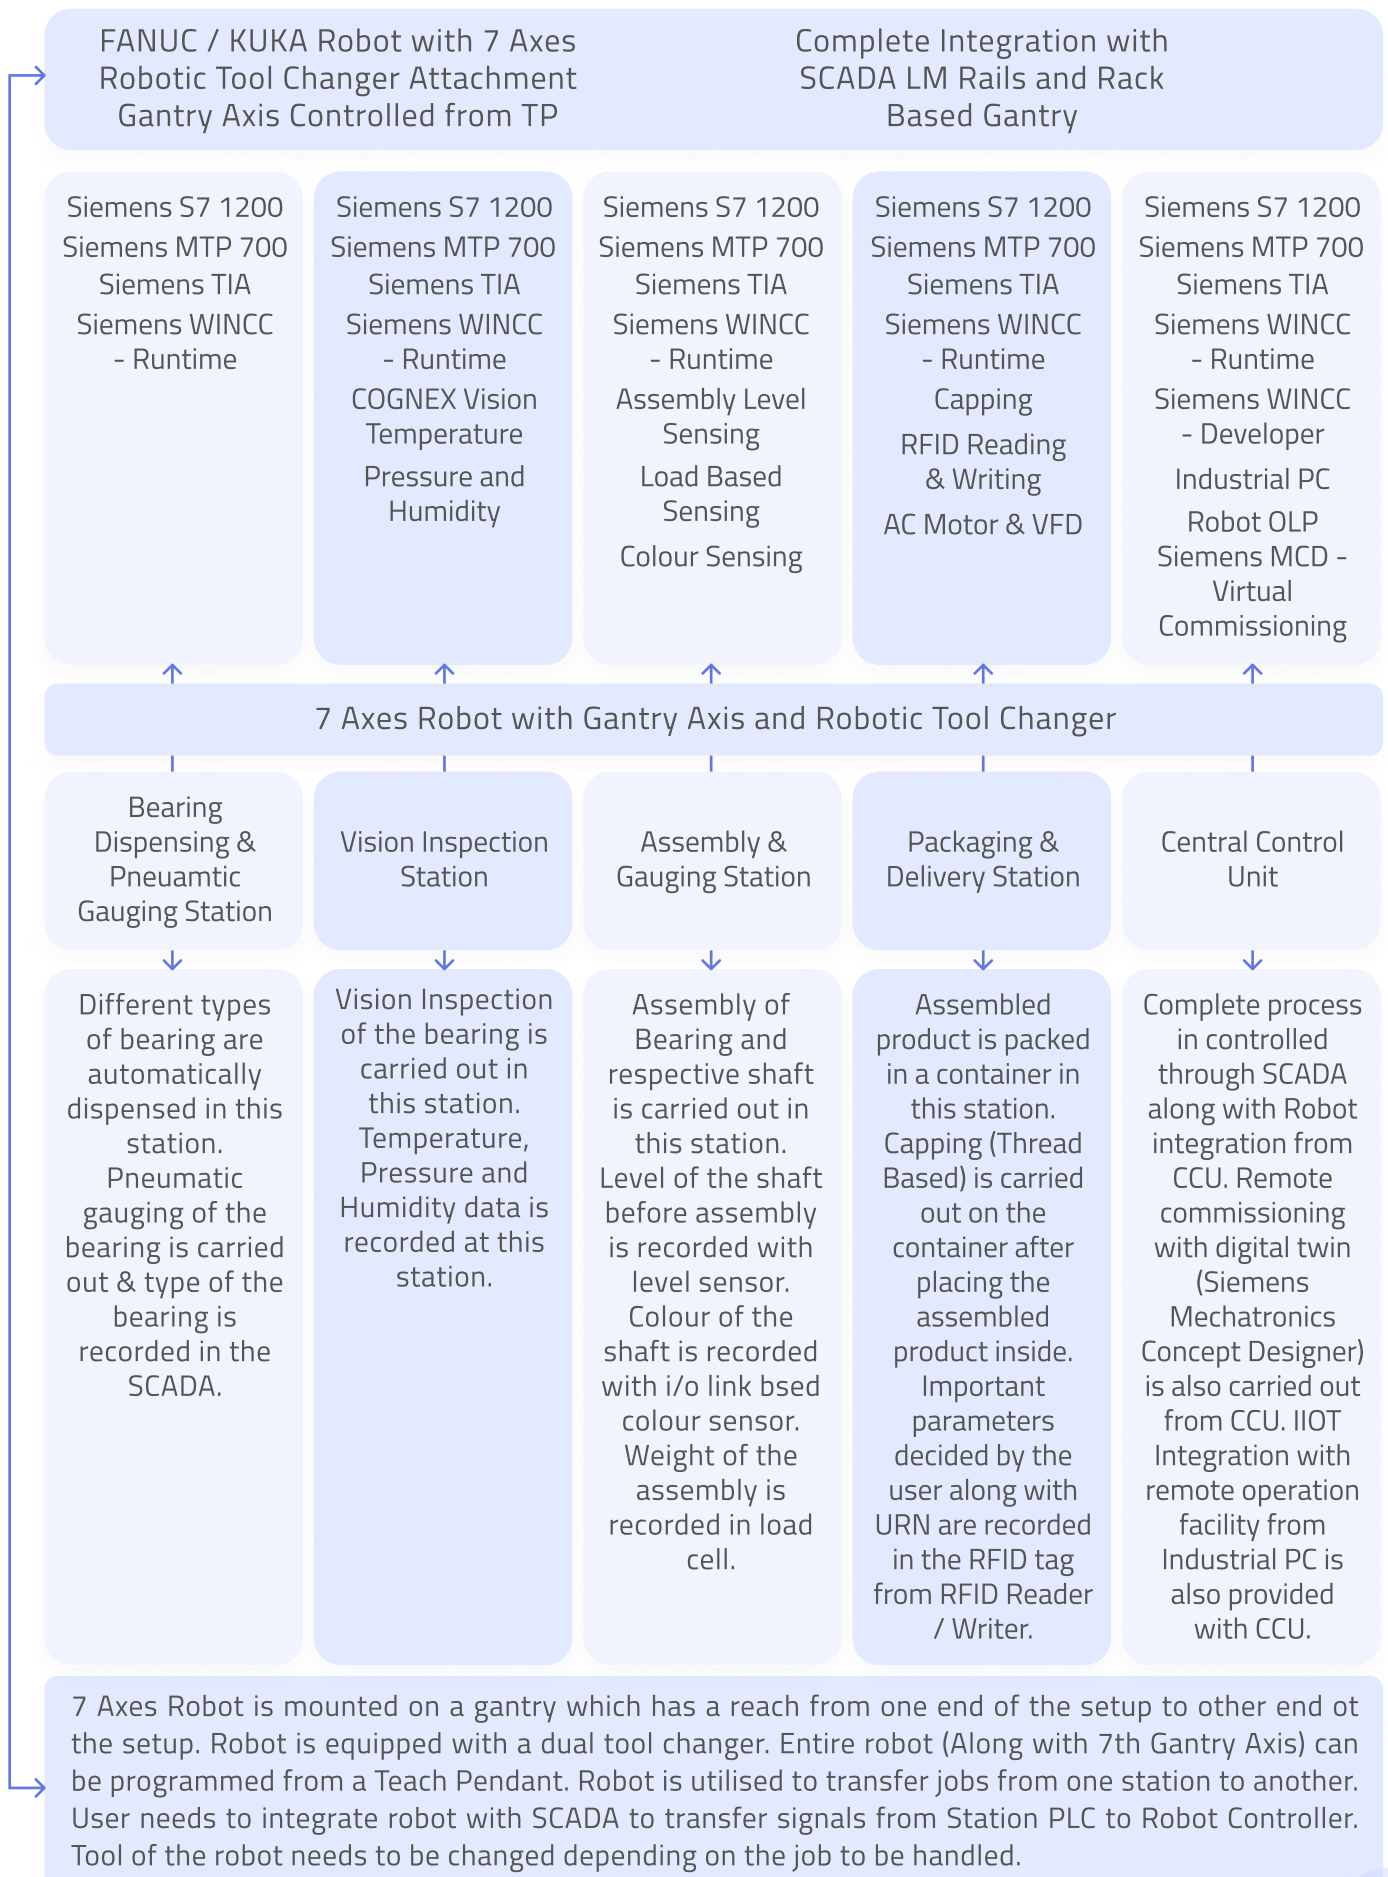 FANUC / KUKA Robot with 7 Axes
Robotic Tool Changer Attachment
Gantry Axis Controlled from TP
Complete Integration with
SCADA LM Rails and Rack
Based Gantry
Siemens S7 1200
Siemens MTP 700
Siemens TIA
Siemens WINCC
- Runtime
Siemens S7 1200
Siemens MTP 700
Siemens TIA
Siemens WINCC
- Runtime
COGNEX Vision
Temperature
Pressure and
Humidity
Siemens S7 1200
Siemens MTP 700
Siemens TIA
Siemens WINCC
- Runtime
Assembly Level
Sensing
Load Based
Sensing
Colour Sensing
Siemens S7 1200
Siemens MTP 700
Siemens TIA
Siemens WINCC
- Runtime
Capping
RFID Reading
& Writing
AC Motor & VFD
Siemens S7 1200
Siemens MTP 700
Siemens TIA
Siemens WINCC
- Runtime
Siemens WINCC
- Developer
Industrial PC
Robot OLP
Siemens MCD -
Virtual
Commissioning
7 Axes Robot with Gantry Axis and Robotic Tool Changer
Bearing
Dispensing &
Pneuamtic
Gauging Station
Vision Inspection
Station
Assembly &
Gauging Station
Packaging &
Delivery Station
Central Control
Unit
Different types
of bearing are
automatically
dispensed in this
station.
Pneumatic
gauging of the
bearing is carried
out & type of the
bearing is
recorded in the
SCADA.
Vision Inspection
of the bearing is
carried out in
this station.
Temperature,
Pressure and
Humidity data is
recorded at this
station.
Assembly of
Bearing and
respective shaft
is carried out in
this station.
Level of the shaft
before assembly
is recorded with
level sensor.
Colour of the
shaft is recorded
with i/o link bsed
colour sensor.
Weight of the
assembly is
recorded in load
cell.
Assembled
product is packed
in a container in
this station.
Capping (Thread
Based) is carried
out on the
container after
placing the
assembled
product inside.
Important
parameters
decided by the
user along with
URN are recorded
in the RFID tag
from RFID Reader
/ Writer.
Complete process
in controlled
through SCADA
along with Robot
integration from
CCU. Remote
commissioning
with digital twin
(Siemens
Mechatronics
Concept Designer)
is also carried out
from CCU. IIOT
Integration with
remote operation
facility from
Industrial PC is
also provided
with CCU.
7 Axes Robot is mounted on a gantry which has a reach from one end of the setup to other end ot
the setup. Robot is equipped with a dual tool changer. Entire robot (Along with 7th Gantry Axis) can
be programmed from a Teach Pendant. Robot is utilised to transfer jobs from one station to another.
User needs to integrate robot with SCADA to transfer signals from Station PLC to Robot Controller.
Tool of the robot needs to be changed depending on the job to be handled.